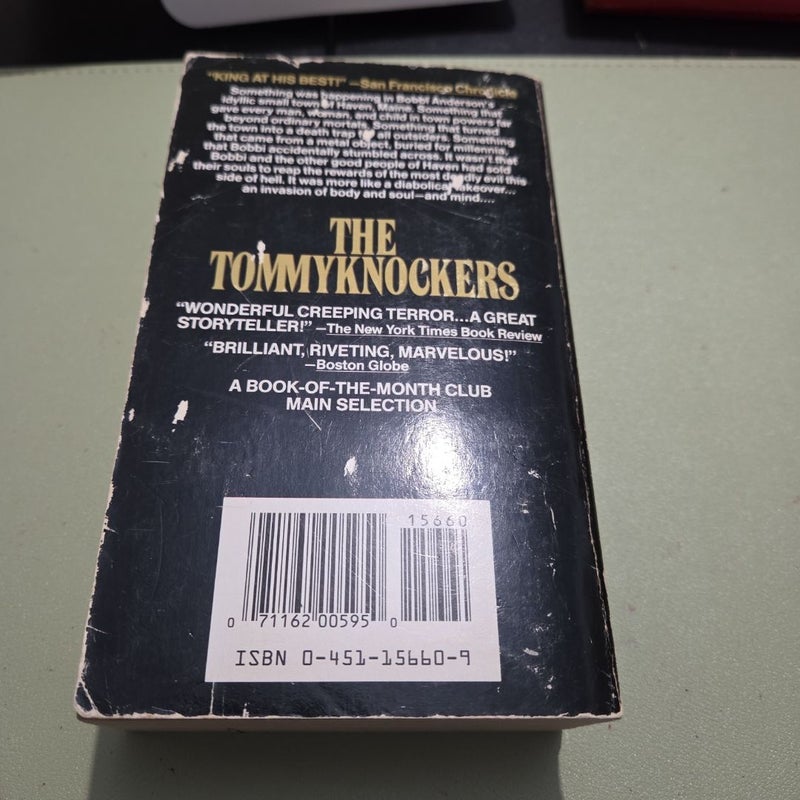 "KING AT HIS BEST!" —San Francisco Chronicle
Something was happening in Bobbi Anderson's
idyllic small town of Haven, Maine. Something that
gave every man, woman, and child in town powers far
beyond ordinary mortals. Something that turned
the town into a death trap for all outsiders. Something
that came from a metal object, buried for millennia,
that Bobbi accidentally stumbled across. It wasn't that
Bobbi and the other good people of Haven had sold
their souls to reap the rewards of the most deadly evil this
side of hell. It was more like a diabolical takeover...
an invasion of body and soul—and mind....
THE
TOMMYKNOCKERS
"WONDERFUL CREEPING TERROR...A GREAT
STORYTELLER!" —The New York Times Book Review
"BRILLIANT, RIVETING, MARVELOUS!"
—Boston Globe
A BOOK-OF-THE-MONTH CLUB
MAIN SELECTION
15660
0 71162 00595 0
ISBN 0-451-15660-9